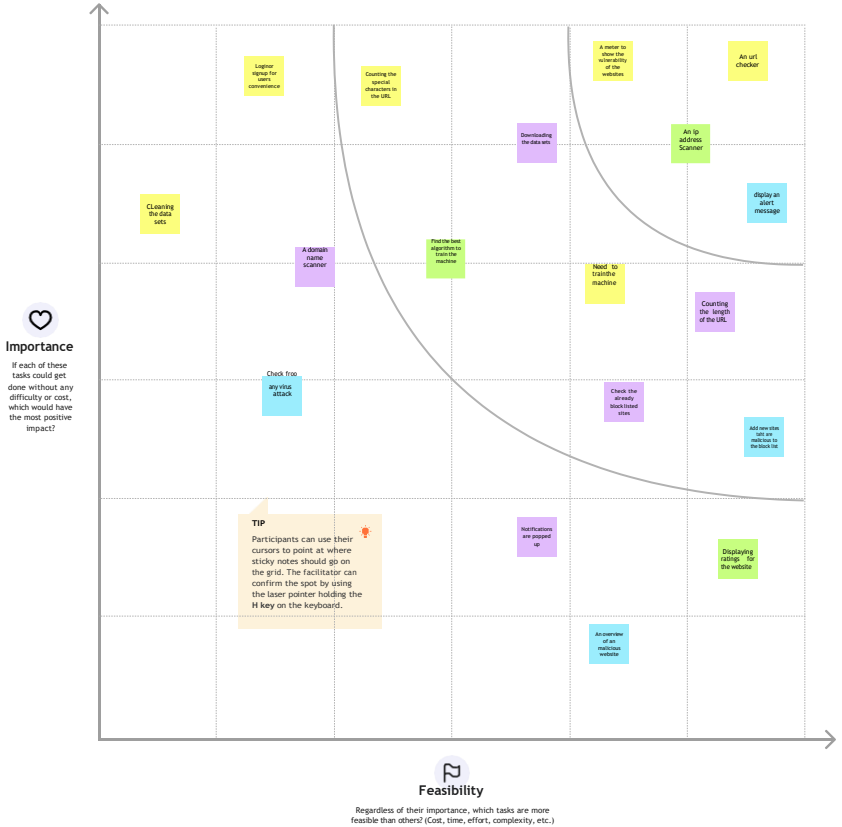 Loginor
signup for
users
convenience
Counting the
special
characters in
the URL
A meter to
show the
vulnerability
of the
websites
An url
checker
Downloading
the data sets
An ip
address
Scanner
display an
alert
message
CLeaning
the data
sets
A domain
name
scanner
Find the best
algorithm to
train the
machine
Need to
trainthe
machine
Counting
the length
of the URL
Importance
If each of these
tasks could get
done without any
difficulty or cost,
which would have
the most positive
impact?
Check frop
any virus
attack
Check the
already
blocklisted
sites
Add new sites
taht are
malicious to
the block list
TIP
Participants can use their
cursors to point at where
sticky notes should go on
the grid. The facilitator can
confirm the spot by using
the laser pointer holding the
H key on the keyboard.
Notifications
are popped
up
Displaying
ratings for
the website
An overview
of an
malicious
website
Feasibility
Regardless of their importance, which tasks are more
feasible than others? (Cost, time, effort, complexity, etc.)